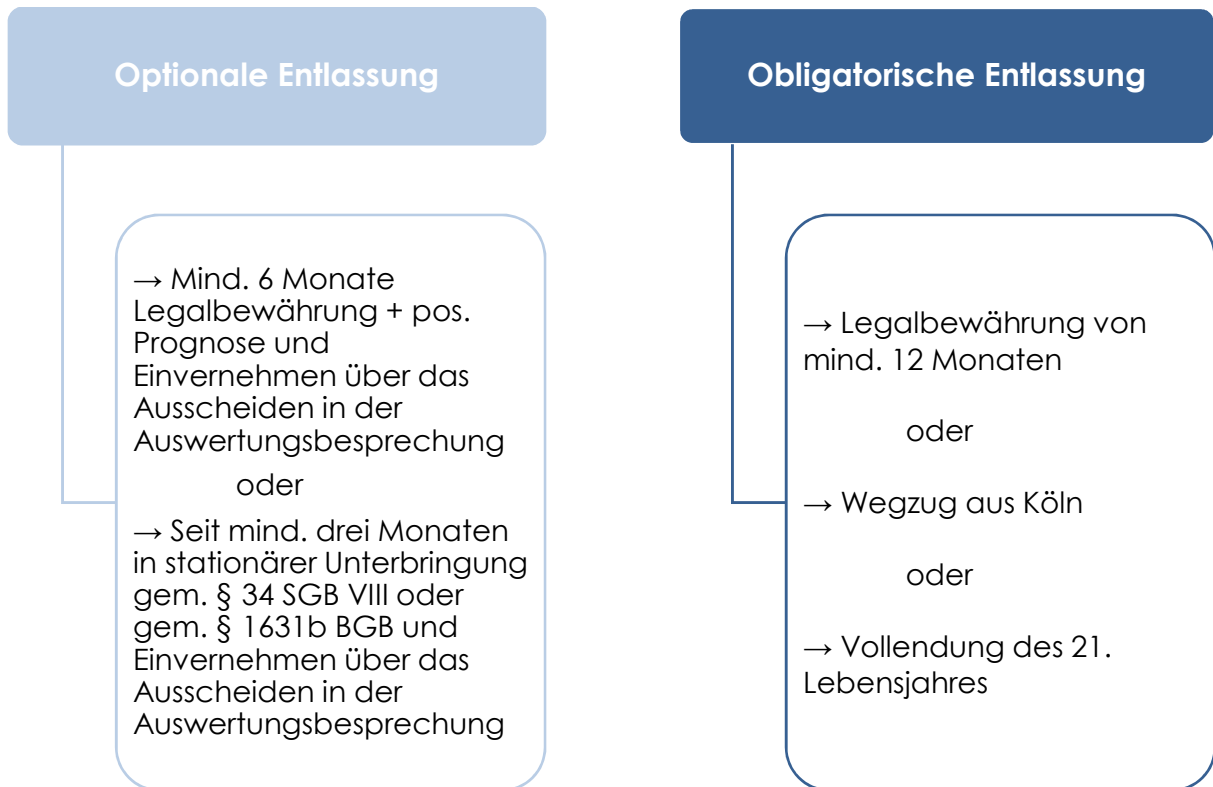 Optionale Entlassung
→ Mind. 6 Monate
Legalbewährung + pos.
Prognose und
Einvernehmen über das
Ausscheiden in der
Auswertungsbesprechung
oder
→ Seit mind. drei Monaten
in stationärer Unterbringung
gem. § 34 SGB VIII oder
gem. § 1631b BGB und
Einvernehmen über das
Ausscheiden in der
Auswertungsbesprechung
Obligatorische Entlassung
→ Legalbewährung von
mind. 12 Monaten
oder
→ Wegzug aus Köln
oder
→ Vollendung des 21.
Lebensjahres